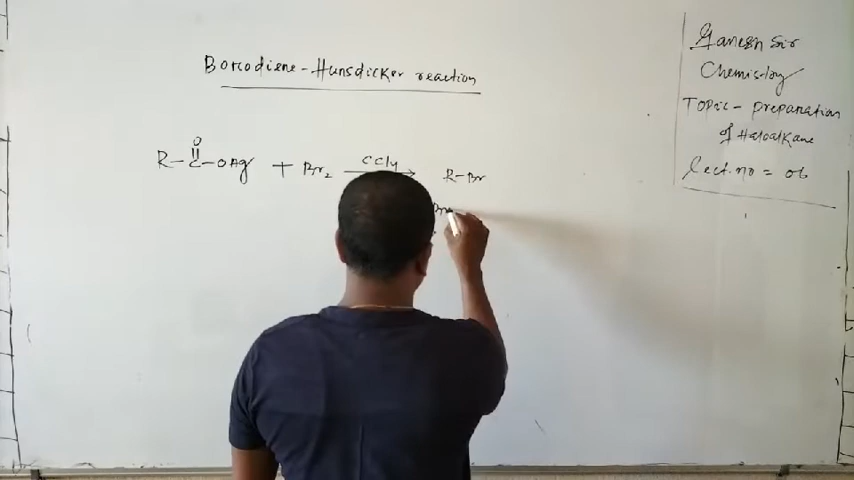 Borodiene-Hunsdicker reaction
O
R-C-OAg + Br₂ CCl4 → R-Br
Ganesh Sir
Chemistry
Topic - preparation
of Haloalkane
Lect.no = 06